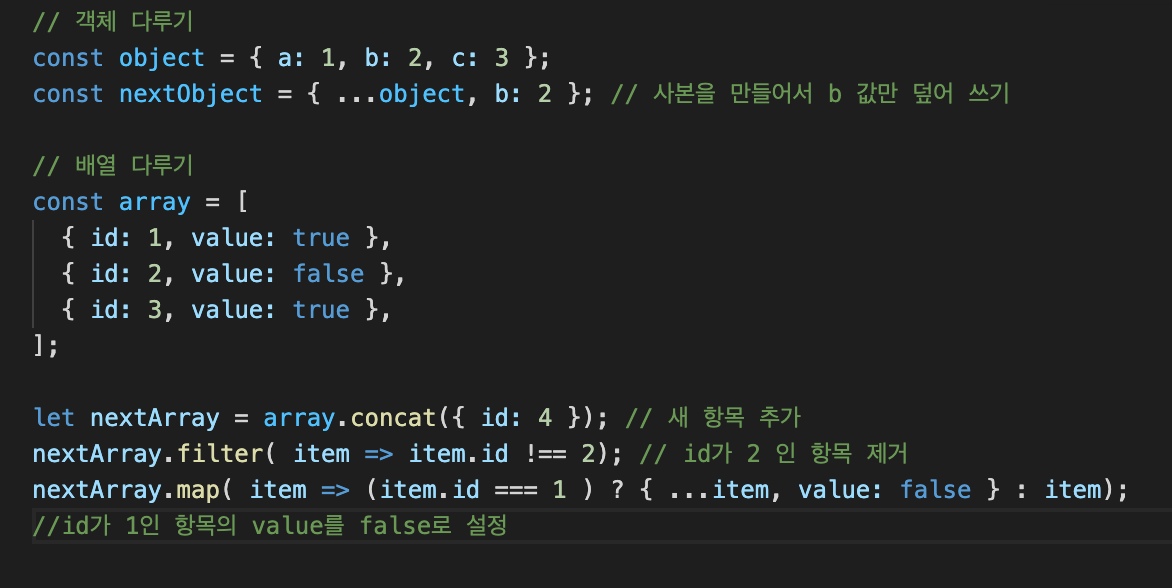 // 객체 다루기
const object = { a: 1, b: 2, c: 3 };
const nextObject = { ...object, b: 2 }; // 사본을 만들어서 b 값만 덮어 쓰기
// 배열 다루기
const array = [
{ id: 1, value: true },
{ id: 2, value: false },
{ id: 3, value: true },
];
let nextArray = array.concat({ id: 4 }); // 새 항목 추가
nextArray.filter( item => item.id !== 2); // id가 2 인 항목 제거
nextArray.map( item => (item.id === 1 ) ? { ...item, value: false } : item);
//id가 1인 항목의 value를 false로 설정